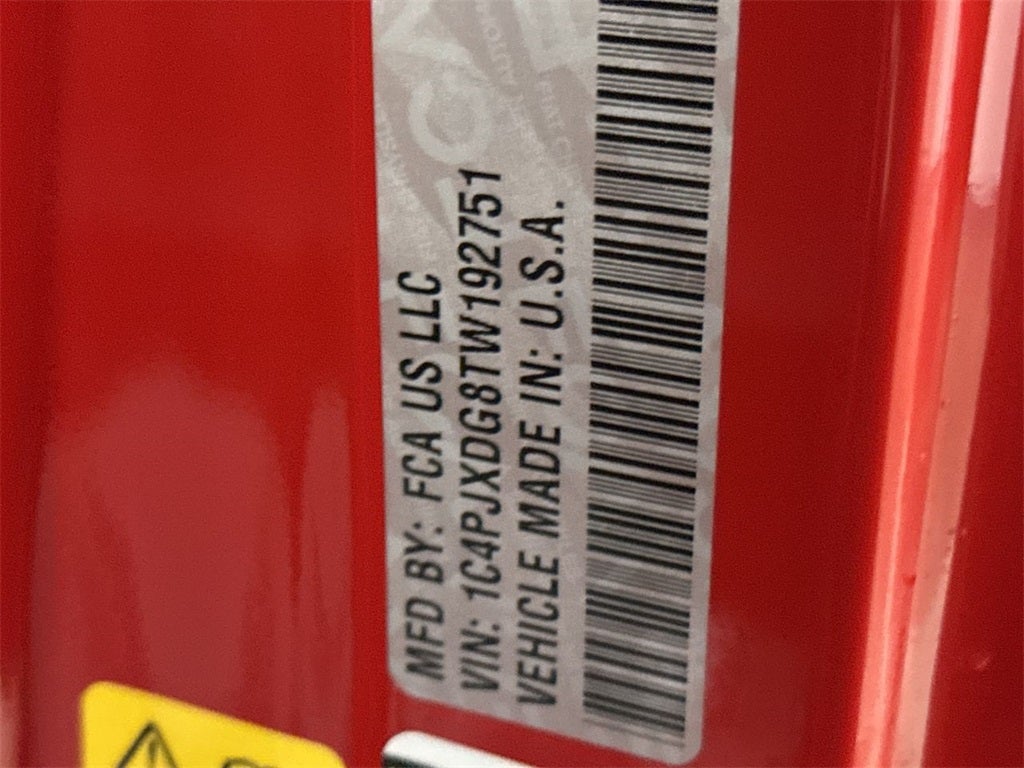 MFD BY: FCA US LLC
VIN: 1C4PJXDG8TW192751
VEHICLE MADE IN: U.S.A.